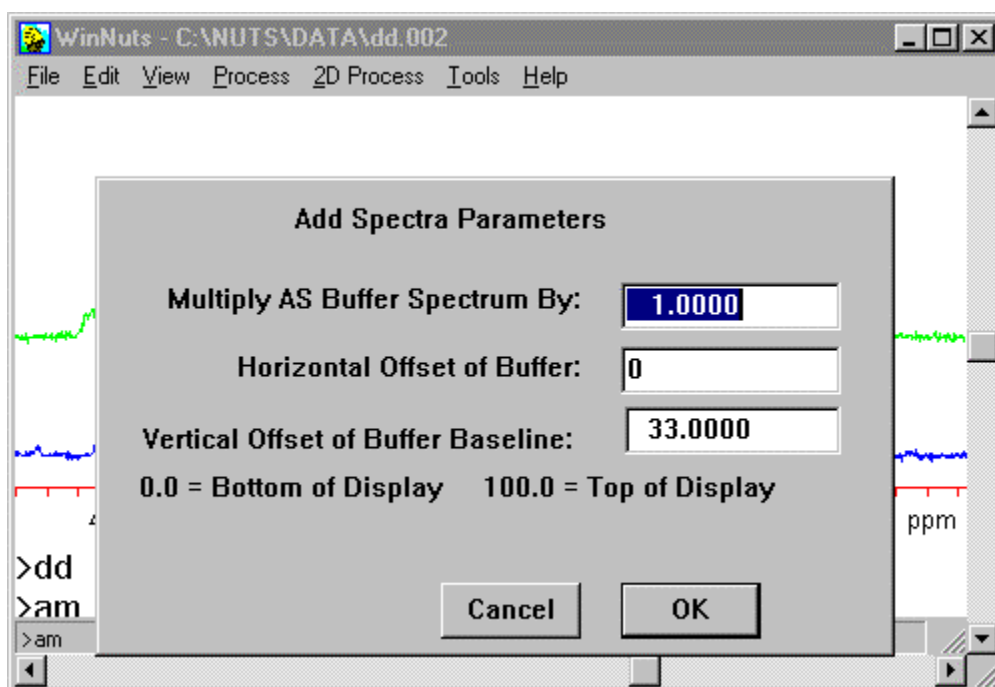 WinNuts - C:\NUTS\DATA\dd.002
File Edit View Process 2D Process Tools Help
Add Spectra Parameters
Multiply AS Buffer Spectrum By: 1.0000
Horizontal Offset of Buffer: 0
Vertical Offset of Buffer Baseline: 33.0000
0.0 = Bottom of Display 100.0 = Top of Display
ppm
>dd
>am
Cancel OK
>am